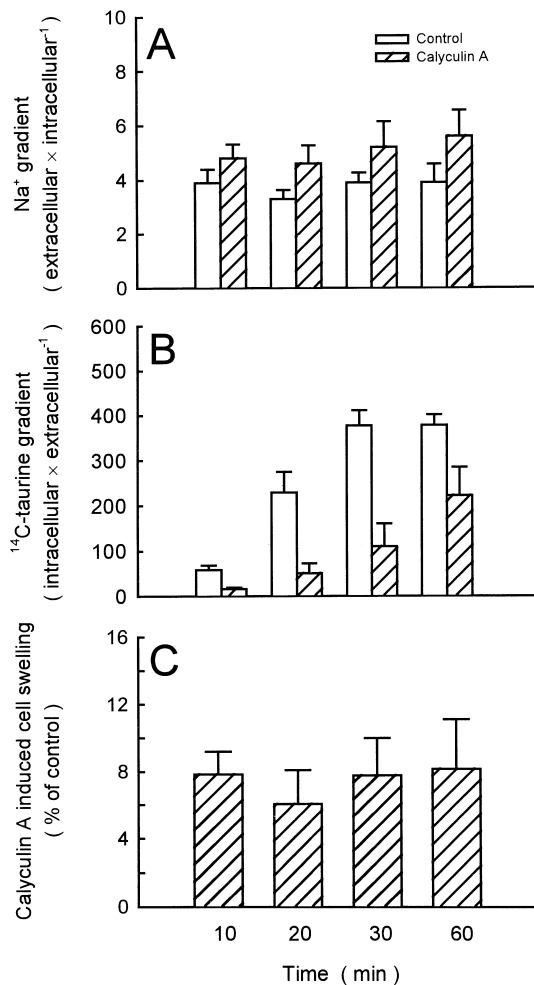 A
Control
Calyculin A
Na⁺ gradient
( extracellular × intracellular⁻¹ )
10
8
6
4
2
0
B
¹⁴C-taurine gradient
( intracellular × extracellular⁻¹ )
600
500
400
300
200
100
0
C
Calyculin A induced cell swelling
( % of control )
16
12
8
4
0
10 20 30 60
Time ( min )